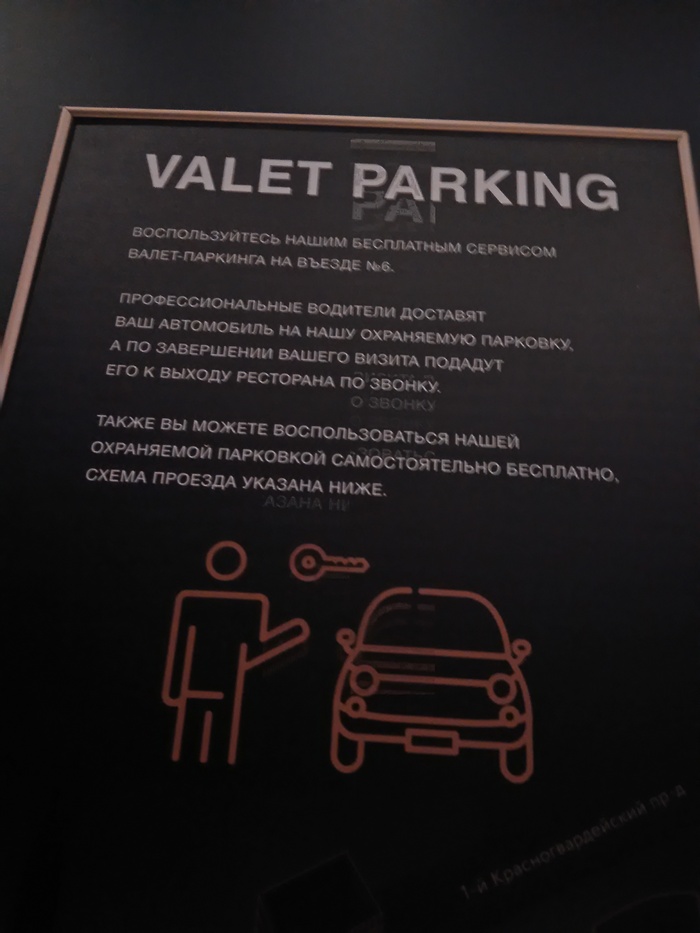 VALET PARKING
ВОСПОЛЬЗУЙТЕСЬ НАШИМ БЕСПЛАТНЫМ СЕРВИСОМ
ВАЛЕТ-ПАРКИНГА НА ВЪЕЗДЕ №6.
ПРОФЕССИОНАЛЬНЫЕ ВОДИТЕЛИ ДОСТАВЯТ
ВАШ АВТОМОБИЛЬ НА НАШУ ОХРАНЯЕМУЮ ПАРКОВКУ,
А ПО ЗАВЕРШЕНИИ ВАШЕГО ВИЗИТА ПОДАДУТ
ЕГО К ВЫХОДУ РЕСТОРАНА ПО ЗВОНКУ.
ТАКЖЕ ВЫ МОЖЕТЕ ВОСПОЛЬЗОВАТЬСЯ НАШЕЙ
ОХРАНЯЕМОЙ ПАРКОВКОЙ САМОСТОЯТЕЛЬНО БЕСПЛАТНО,
СХЕМА ПРОЕЗДА УКАЗАНА НИЖЕ.
1-й Красногвардейский пр-д